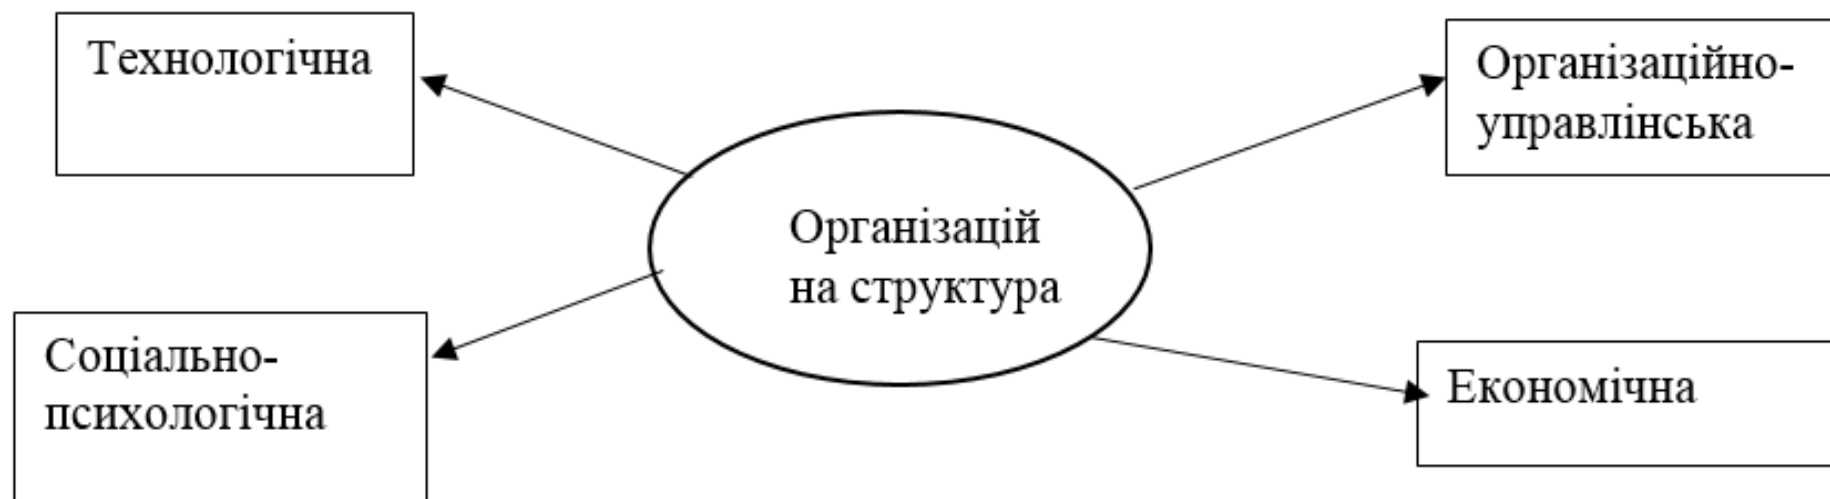 Технологічна
Організаційно-
управлінська
Організацій
на структура
Соціально-
психологічна
Економічна